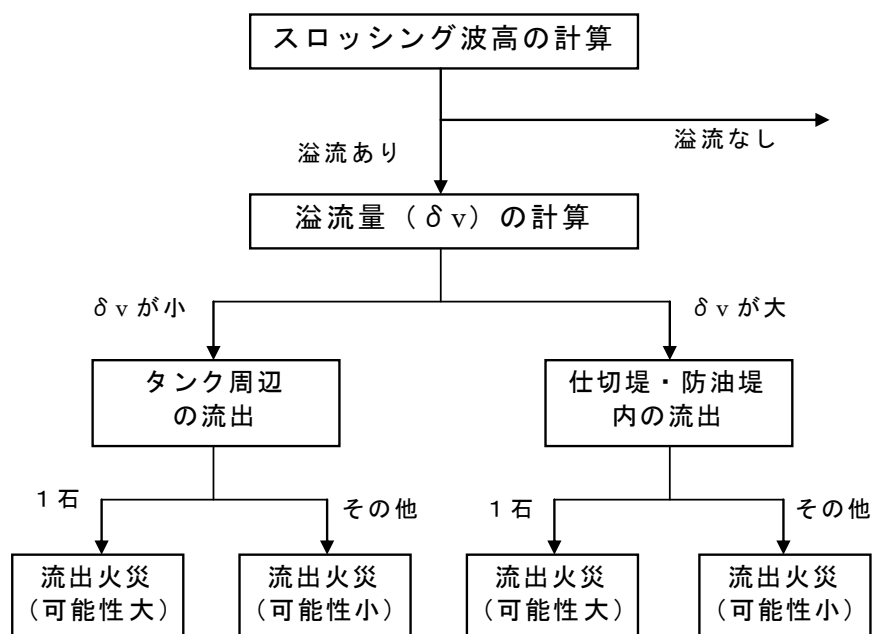 スロッシング波高の計算
溢流なし
溢流あり
溢流量(δv)の計算
δvが小
δvが大
タンク周辺
の流出
仕切堤・防油堤
内の流出
1石
その他
1石
その他
流出火災
(可能性大)
流出火災
(可能性小)
流出火災
(可能性大)
流出火災
(可能性小)